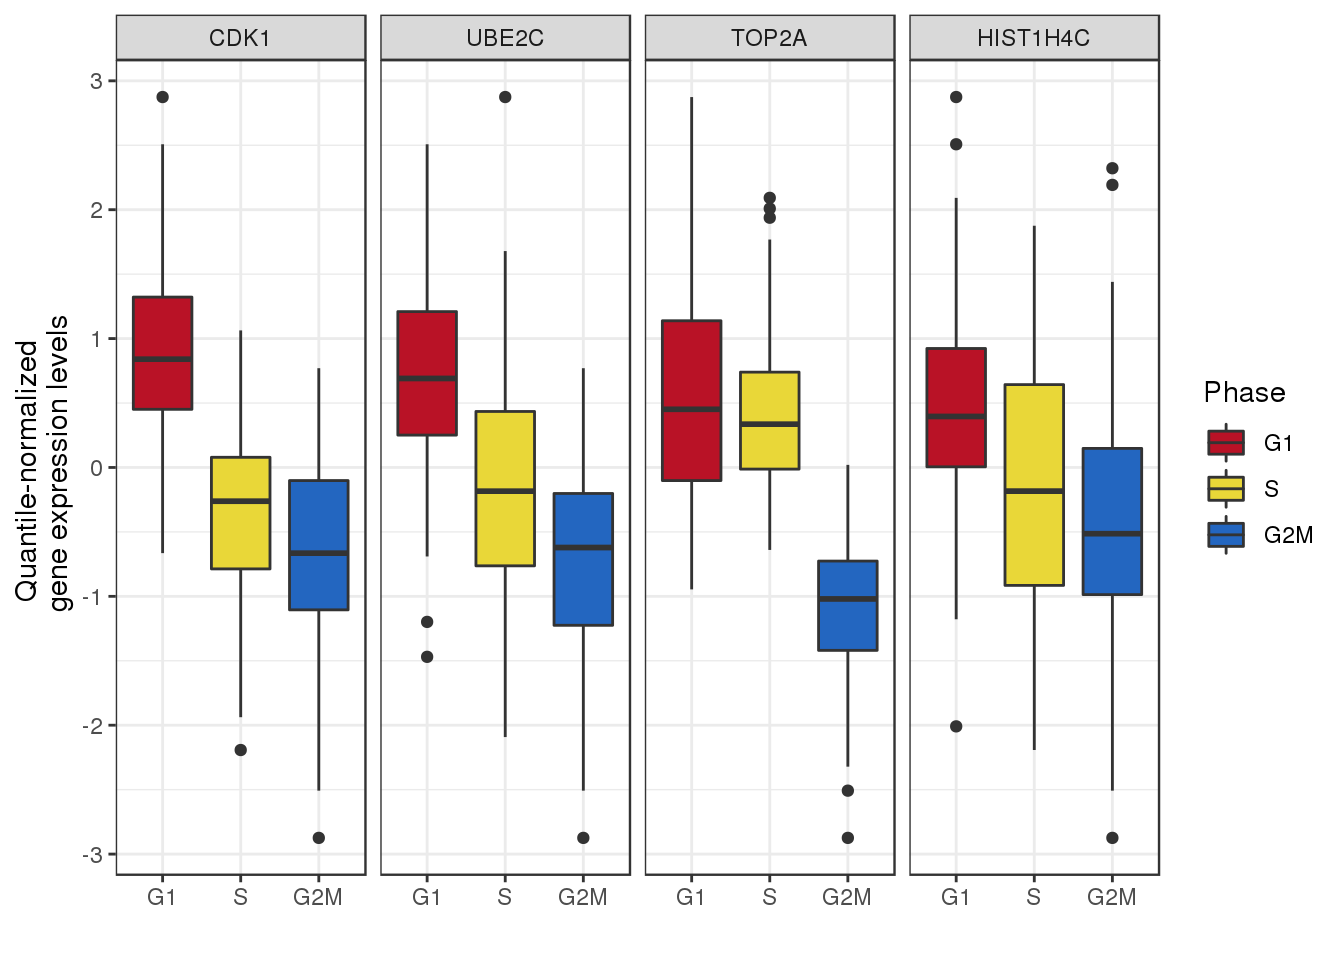 CDK1 UBE2C TOP2A HIST1H4C
3
2
1
0
-1
-2
-3
Quantile-normalized
gene expression levels
G1 S G2M G1 S G2M G1 S G2M G1 S G2M
Phase
G1
S
G2M